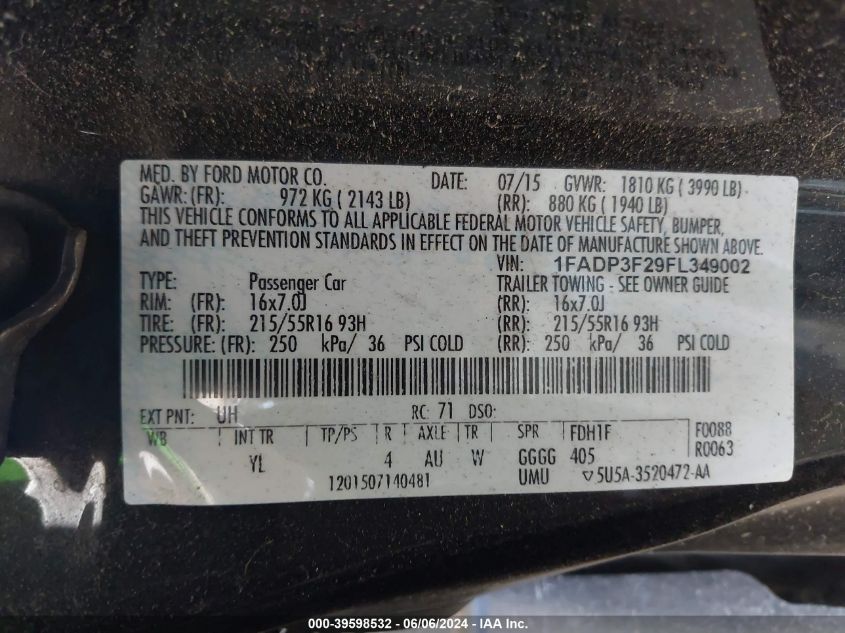 MFD. BY FORD MOTOR CO. DATE: 07/15 GVWR: 1810 KG ( 3990 LB)
GAWR: (FR): 972 KG ( 2143 LB) (RR): 880 KG ( 1940 LB)
THIS VEHICLE CONFORMS TO ALL APPLICABLE FEDERAL MOTOR VEHICLE SAFETY, BUMPER,
AND THEFT PREVENTION STANDARDS IN EFFECT ON THE DATE OF MANUFACTURE SHOWN ABOVE.
VIN: 1FADP3F29FL349002
TYPE: Passenger Car TRAILER TOWING - SEE OWNER GUIDE
RIM: (FR): 16x7.0J (RR): 16x7.0J
TIRE: (FR): 215/55R16 93H (RR): 215/55R16 93H
PRESSURE: (FR): 250 kPa/ 36 PSI COLD (RR): 250 kPa/ 36 PSI COLD
EXT PNT: UH RC: 71 DSO:
WB INT TR TP/PS R AXLE TR SPR FDH1F F0088
YL 4 AU W GGGG 405 R0063
1201507140481 UMU ▽5U5A-3520472-AA
000-39598532 - 06/06/2024 - IAA Inc.